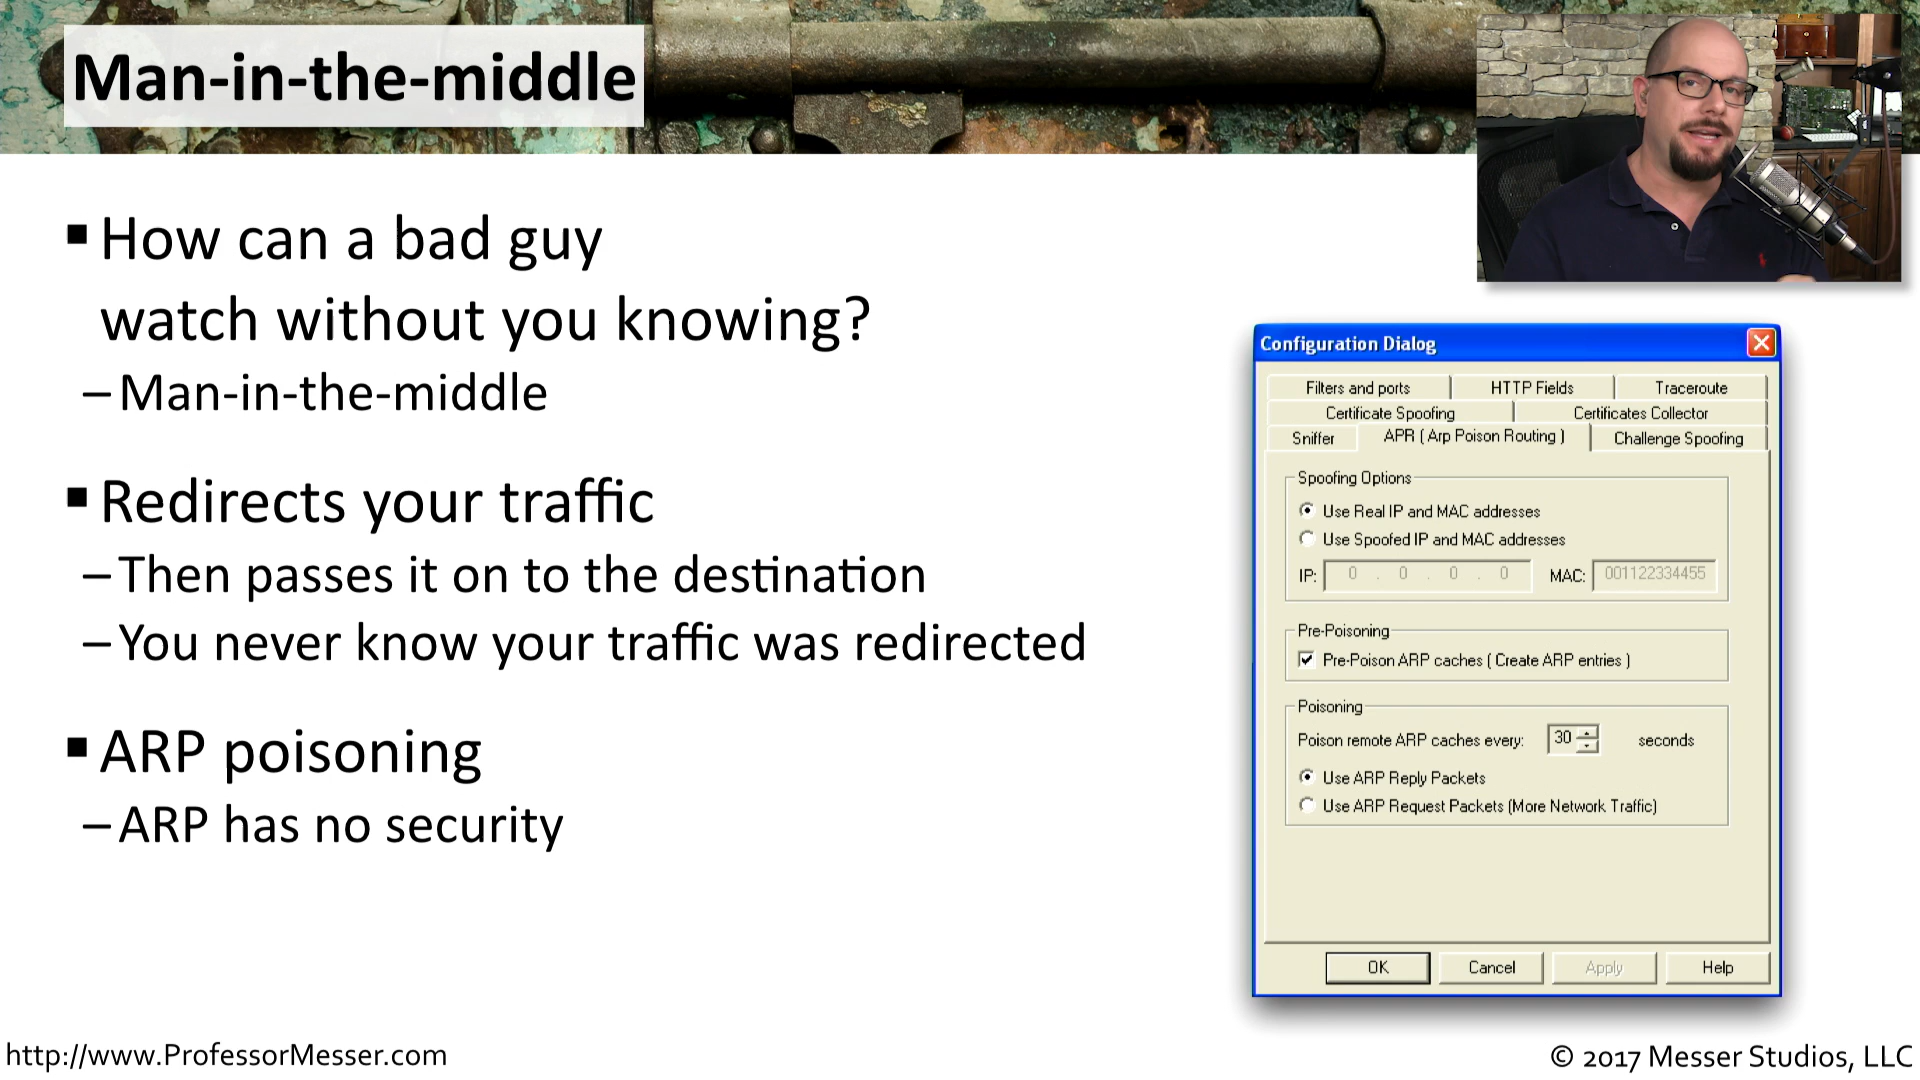 Man-in-the-middle
▪ How can a bad guy
watch without you knowing?
– Man-in-the-middle
▪ Redirects your traffic
– Then passes it on to the destination
– You never know your traffic was redirected
▪ ARP poisoning
– ARP has no security
Configuration Dialog
Filters and ports HTTP Fields Traceroute
Certificate Spoofing Certificates Collector
Sniffer APR ( Arp Poison Routing ) Challenge Spoofing
Spoofing Options
Use Real IP and MAC addresses
Use Spoofed IP and MAC addresses
IP: 0 . 0 . 0 . 0 MAC: 001122334455
Pre-Poisoning
Pre-Poison ARP caches ( Create ARP entries )
Poisoning
Poison remote ARP caches every: 30 seconds
Use ARP Reply Packets
Use ARP Request Packets (More Network Traffic)
OK Cancel Apply Help
http://www.ProfessorMesser.com
© 2017 Messer Studios, LLC